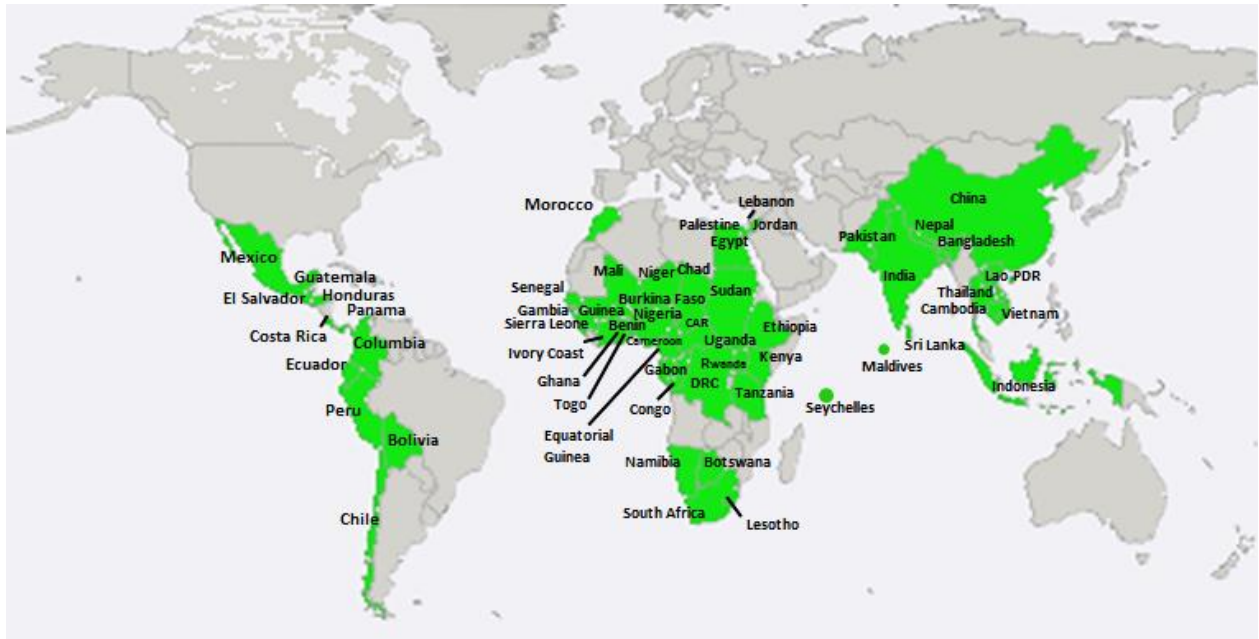 Lebanon
China
Morocco
Palestine
Jordan
Nepal
Pakistan
Egypt
Bangladesh
Mexico
Mali
Niger
Chad
Guatemala
India
Lao PDR
Senegal
Sudan
Thailand
El Salvador
Honduras
Burkina Faso
Gambia
Guinea
Panama
Nigeria
Cambodia
Vietnam
Sierra Leone
Benin
CAR
Ethiopia
Costa Rica
Columbia
Cameroon
Uganda
Sri Lanka
Ivory Coast
Kenya
Ecuador
Gabon
Rwanda
Maldives
Ghana
DRC
Indonesia
Tanzania
Togo
Congo
Seychelles
Peru
Equatorial
Guinea
Bolivia
Namibia
Botswana
South Africa
Chile
Lesotho